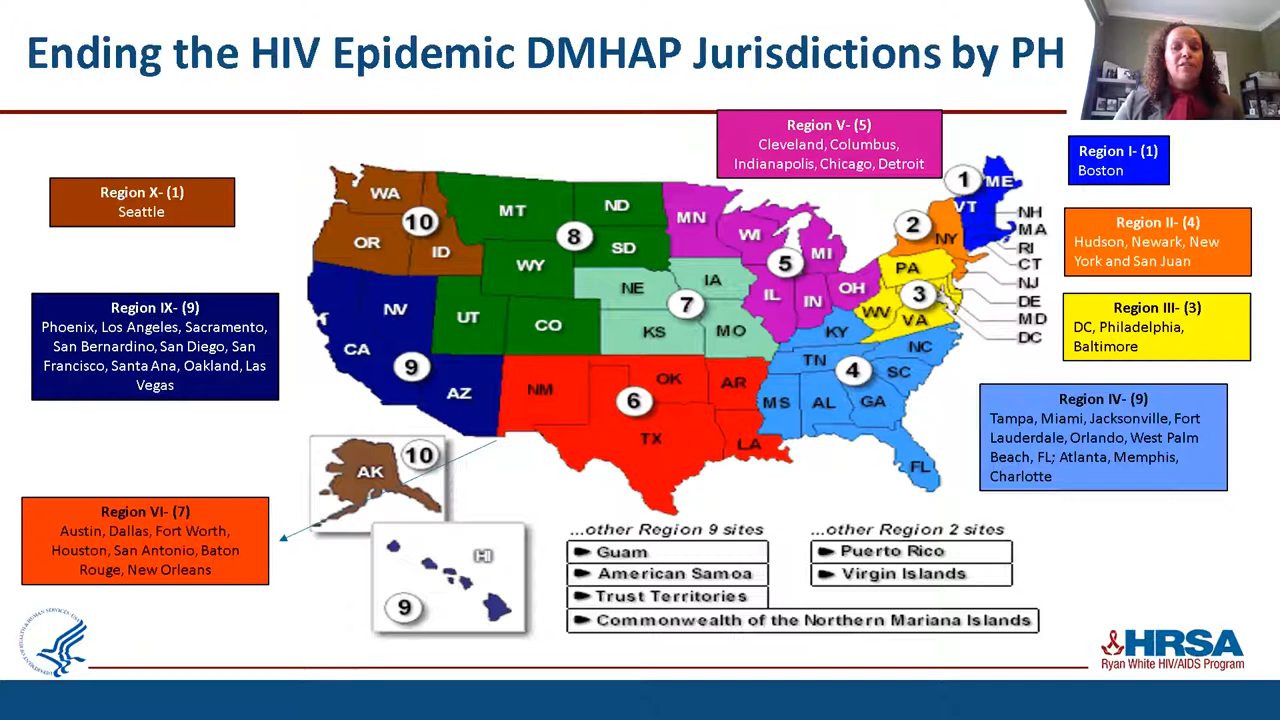 Ending the HIV Epidemic DMHAP Jurisdictions by PH
Region V- (5)
Cleveland, Columbus,
Indianapolis, Chicago, Detroit
Region I- (1)
Boston
Region X- (1)
Seattle
Region II- (4)
Hudson, Newark, New
York and San Juan
Region IX- (9)
Phoenix, Los Angeles, Sacramento,
San Bernardino, San Diego, San
Francisco, Santa Ana, Oakland, Las
Vegas
Region III- (3)
DC, Philadelphia,
Baltimore
Region IV- (9)
Tampa, Miami, Jacksonville, Fort
Lauderdale, Orlando, West Palm
Beach, FL; Atlanta, Memphis,
Charlotte
Region VI- (7)
Austin, Dallas, Fort Worth,
Houston, San Antonio, Baton
Rouge, New Orleans
WA
10
OR
ID
MT
ND
8
SD
WY
UT
CO
NV
CA
9
AZ
NE
IA
7
KS
MO
MN
WI
MI
5
IL
IN
OH
1
ME
VT
NH
MA
RI
CT
2
NY
NJ
PA
3
DE
MD
DC
WV
VA
KY
NC
TN
4
SC
MS
AL
GA
FL
NM
OK
AR
6
TX
LA
AK
10
HI
9
...other Region 9 sites
Guam
American Samoa
Trust Territories
Commonwealth of the Northern Mariana Islands
...other Region 2 sites
Puerto Rico
Virgin Islands
HRSA
Ryan White HIV/AIDS Program